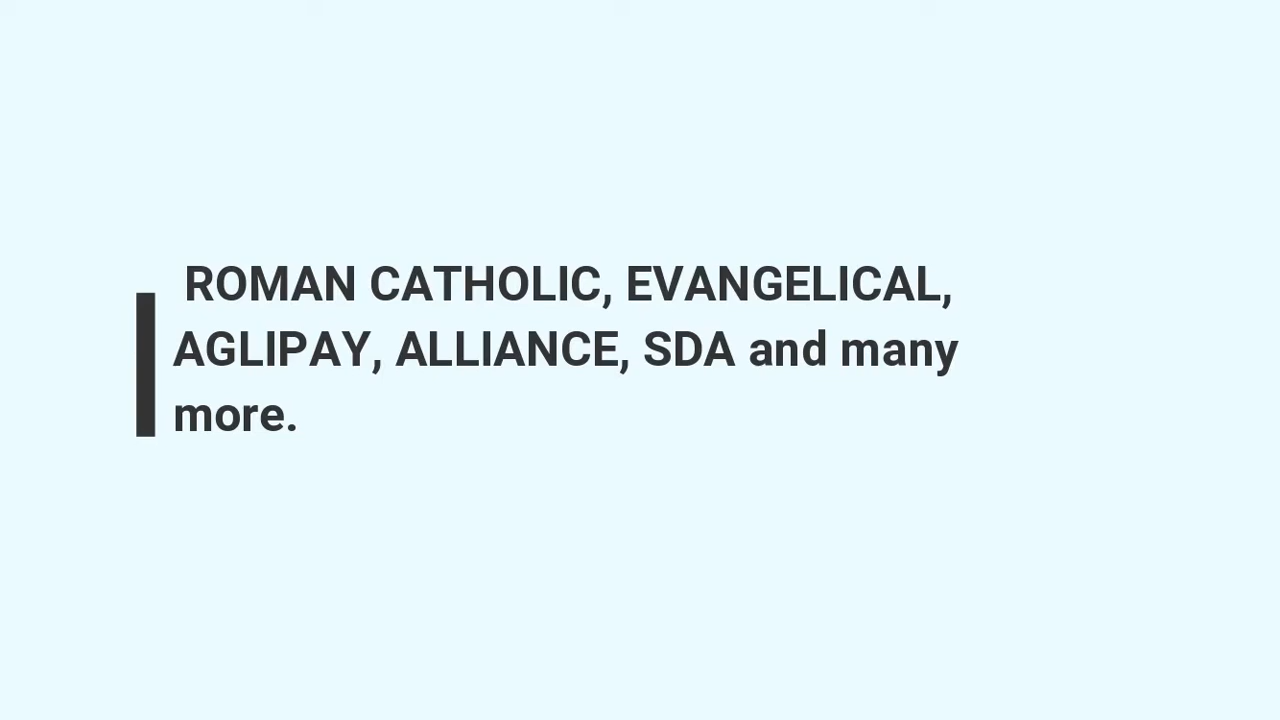 ROMAN CATHOLIC, EVANGELICAL,
AGLIPAY, ALLIANCE, SDA and many
more.